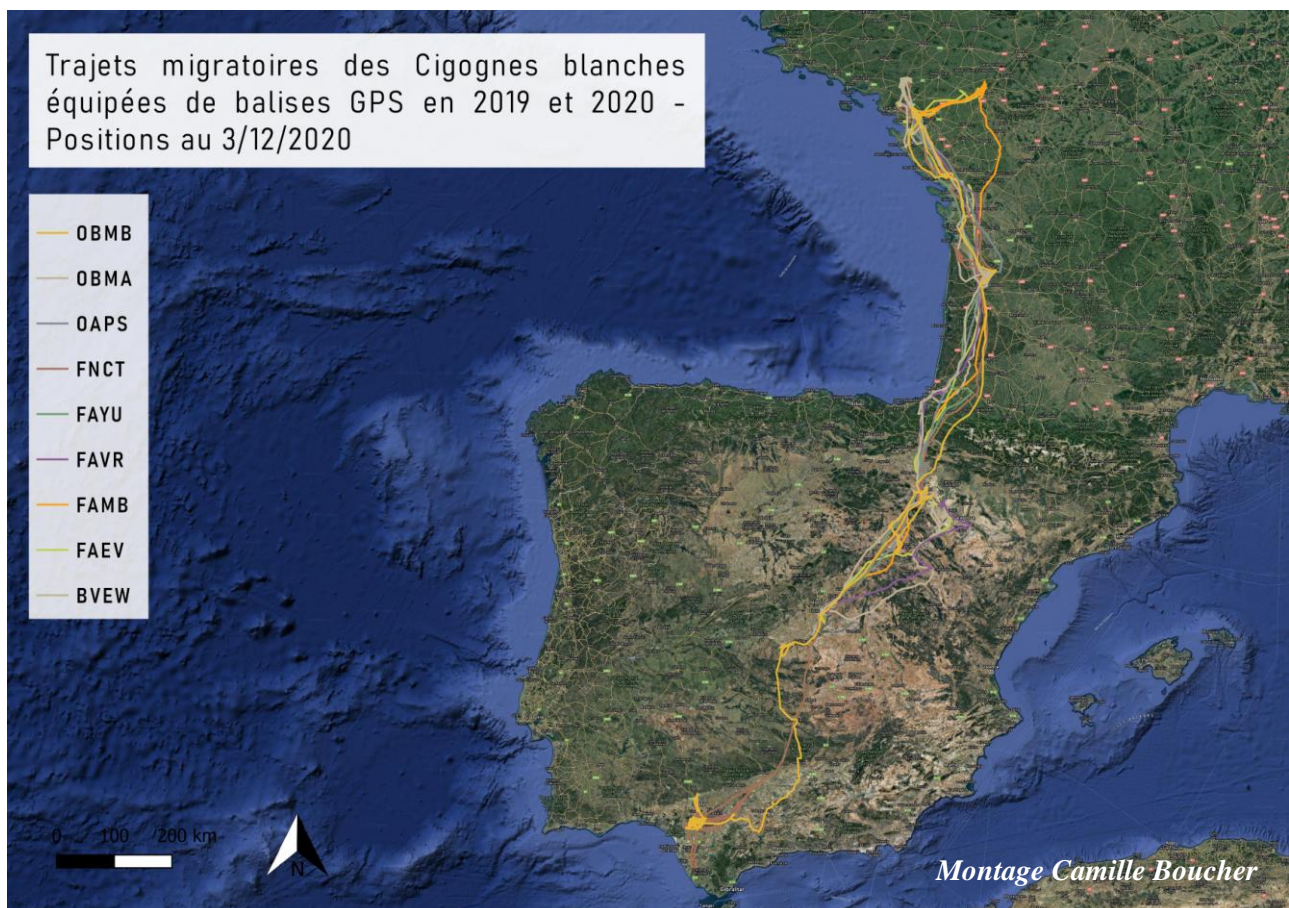 Trajets migratoires des Cigognes blanches
équipées de balises GPS en 2019 et 2020 -
Positions au 3/12/2020
OBMB
OBMA
OAPS
FNCT
FAYU
FAVR
FAMB
FAEV
BVEW
0 100 200 km
N
Gibraltar
Montage Camille Boucher